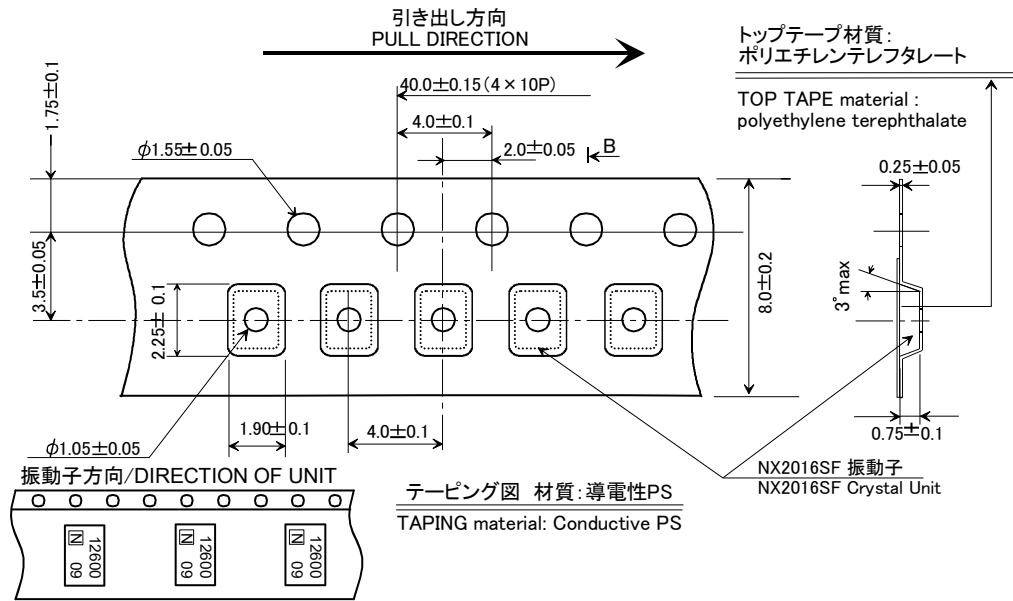 引き出し方向
PULL DIRECTION
トップテープ材質：
ポリエチレンテレフタレート
TOP TAPE material :
polyethylene terephthalate
1.75±0.1
40.0±0.15(4×10P)
4.0±0.1
2.0±0.05
B
φ1.55±0.05
0.25±0.05
3.5±0.05
2.25±0.1
8.0±0.2
3°max
1.90±0.1
4.0±0.1
0.75±0.1
φ1.05±0.05
振動子方向/DIRECTION OF UNIT
テーピング図 材質：導電性PS
TAPING material: Conductive PS
NX2016SF 振動子
NX2016SF Crystal Unit
12600
N 09
12600
N 09
12600
N 09